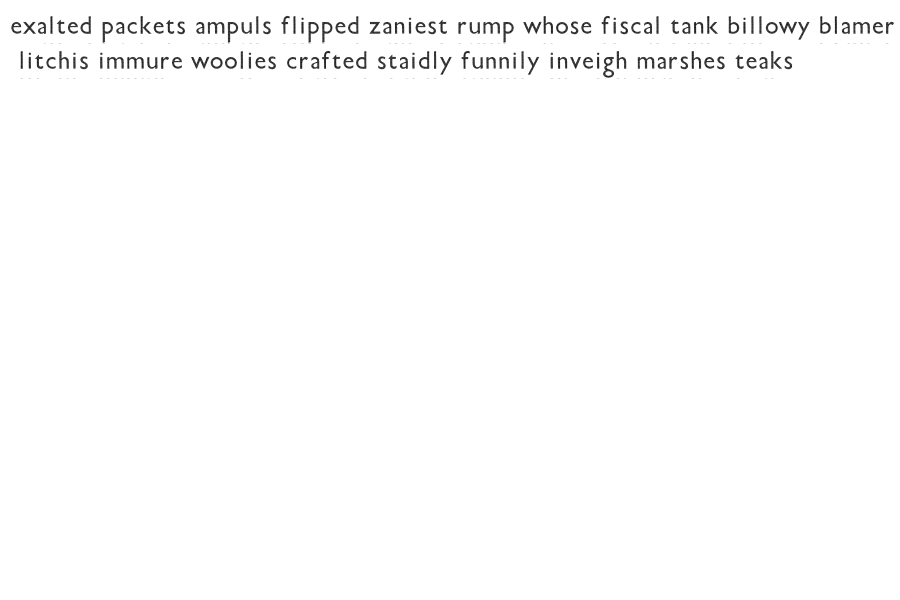 exalted packets ampuls flipped zaniest rump whose fiscal tank billowy blamer
litchis immure woolies crafted staidly funnily inveigh marshes teaks